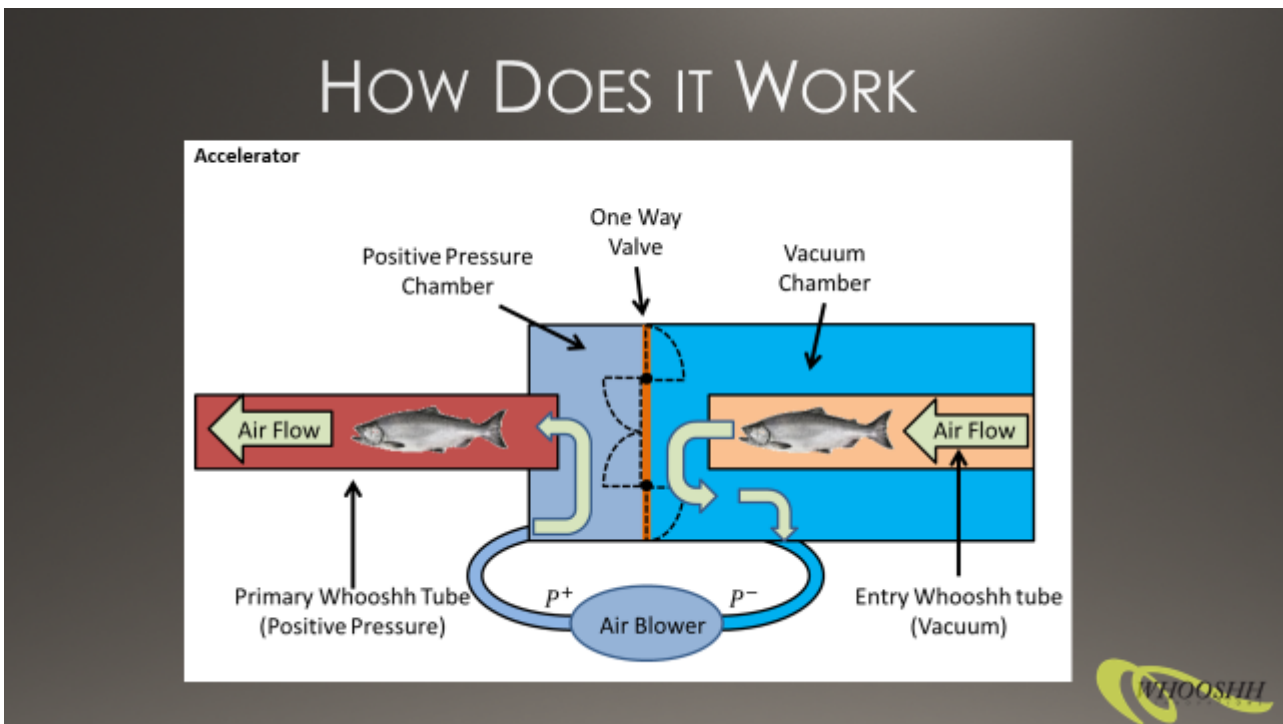 HOW DOES IT WORK
Accelerator
One Way
Valve
Positive Pressure
Chamber
Vacuum
Chamber
Air Flow
Air Flow
Primary Whooshh Tube
(Positive Pressure)
P⁺
Air Blower
P⁻
Entry Whooshh tube
(Vacuum)
WHOOSHH